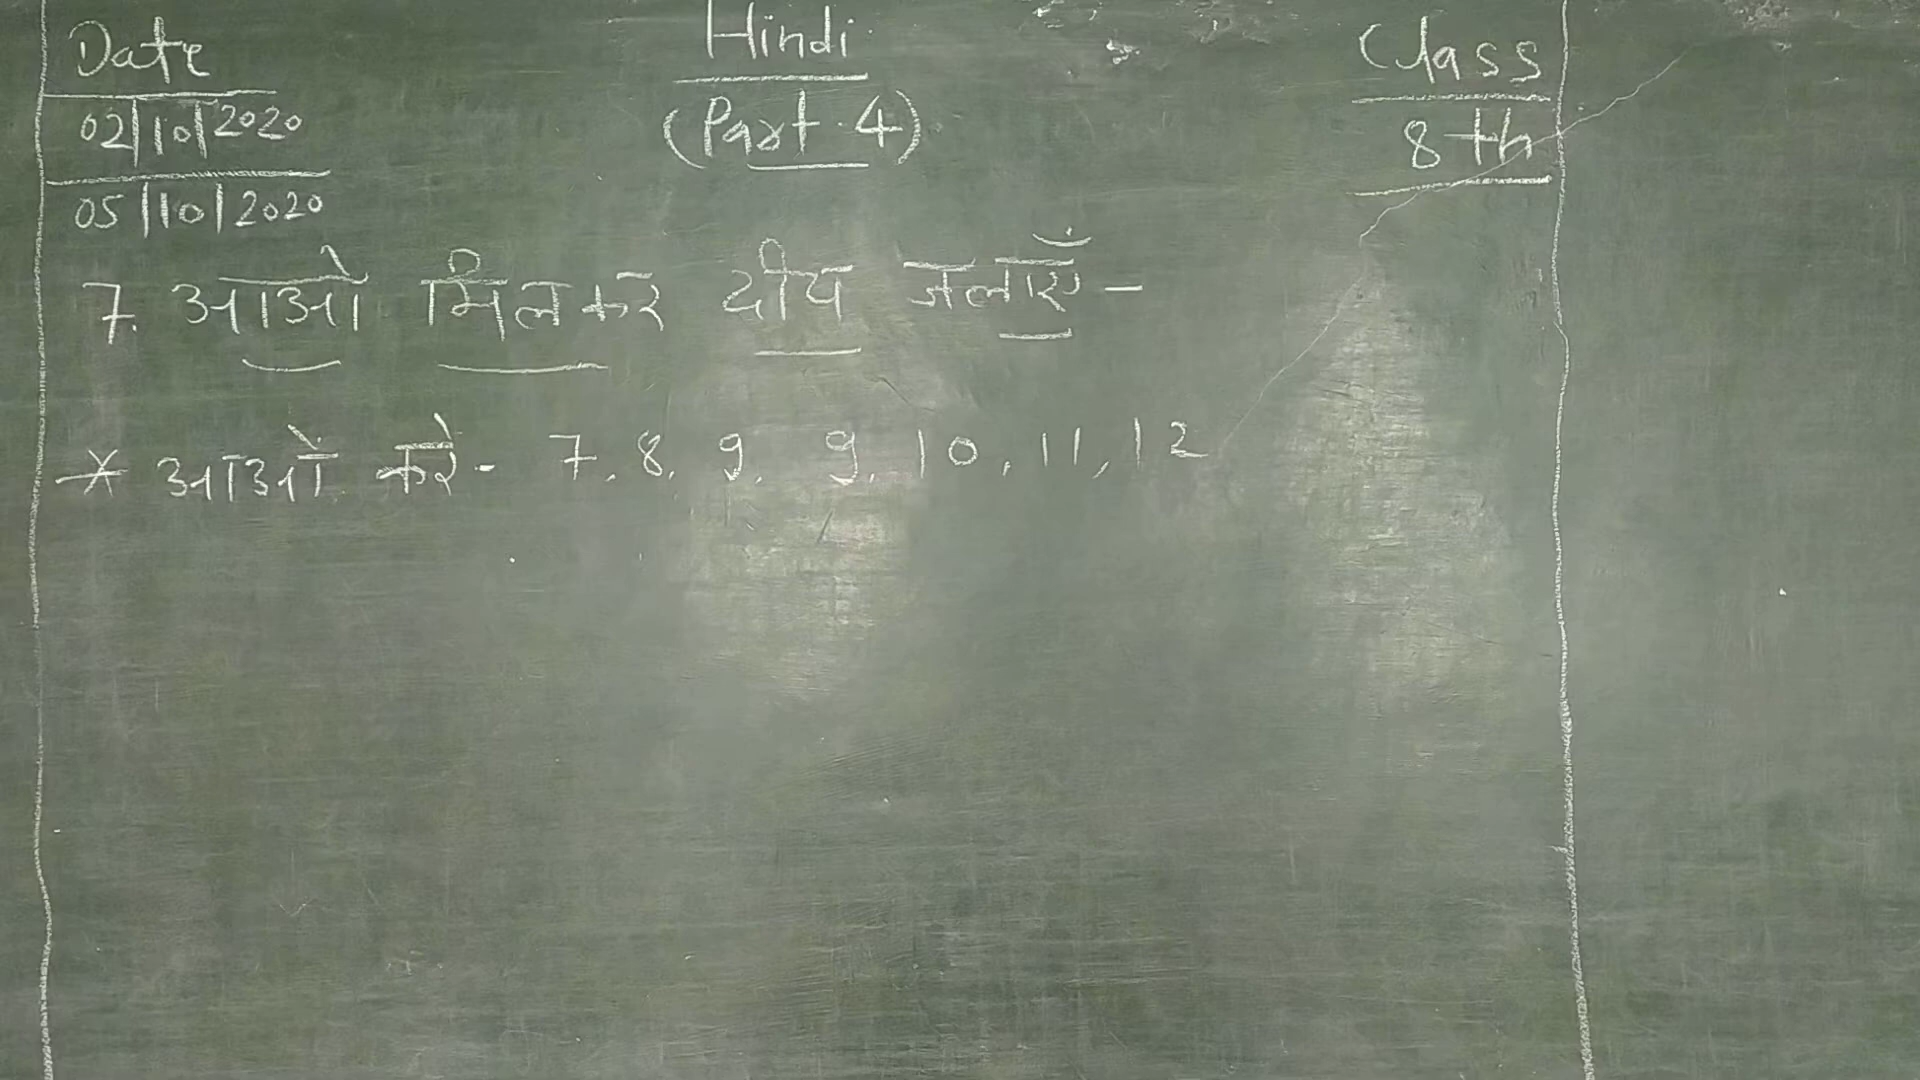 Date
02/10/2020
05/10/2020
Hindi
(Part.4)
Class
8th
7. आओ मिलकर दीप जलाएँ -
* आओ करे - 7, 8, 9, 9, 10, 11, 12